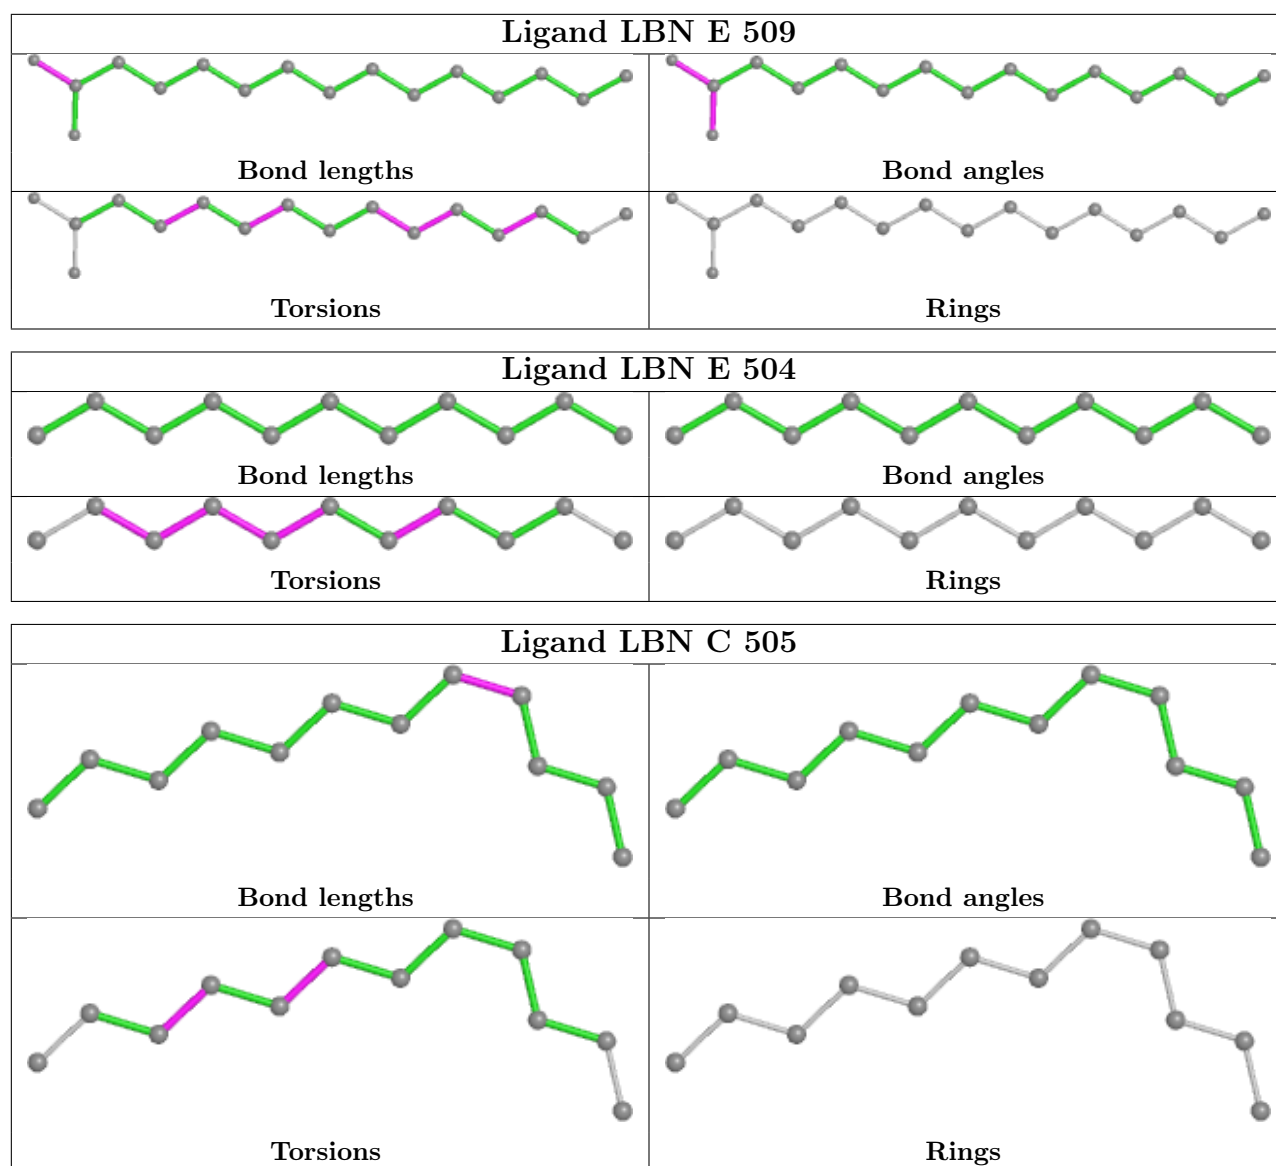 Ligand LBN E 509
Bond lengths
Bond angles
Torsions
Rings
Ligand LBN E 504
Bond lengths
Bond angles
Torsions
Rings
Ligand LBN C 505
Bond lengths
Bond angles
Torsions
Rings